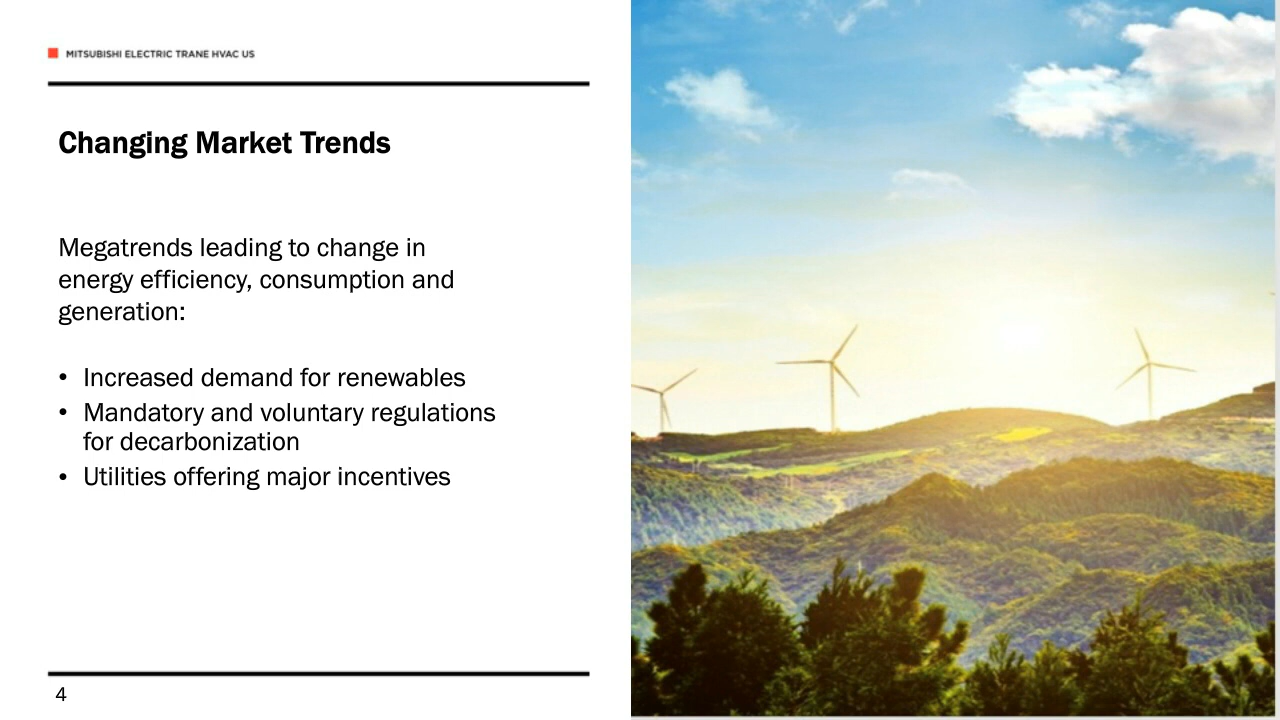 MITSUBISHI ELECTRIC TRANE HVAC US
Changing Market Trends
Megatrends leading to change in
energy efficiency, consumption and
generation:
• Increased demand for renewables
• Mandatory and voluntary regulations
for decarbonization
• Utilities offering major incentives
4